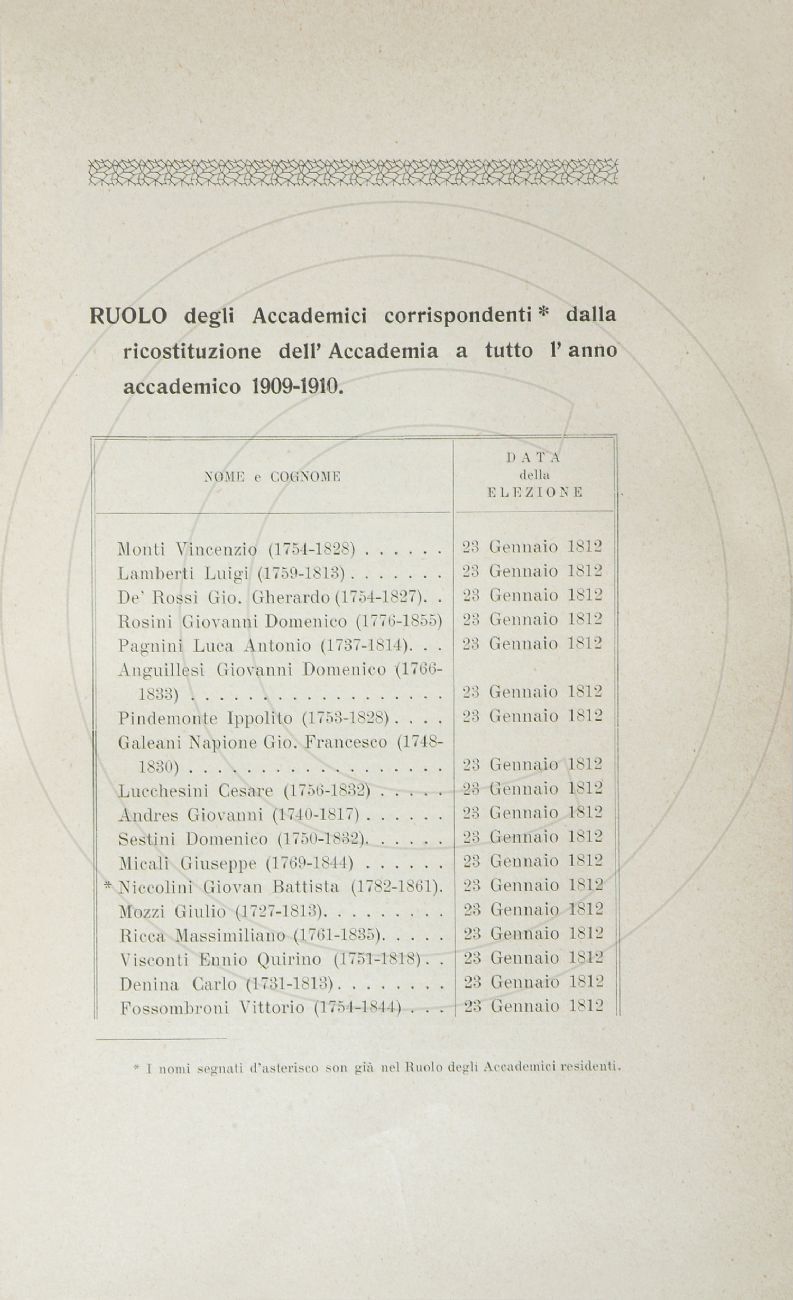 RUOLO degli Accademici corrispondenti * dalla
ricostituzione dell' Accademia a tutto l' anno
accademico 1909-1910.
NOME e COGNOME
DATA
della
ELEZIONE
Monti Vincenzio (1754-1828) . . . . . . 23 Gennaio 1812
Lamberti Luigi (1759-1813) . . . . . . . 23 Gennaio 1812
De' Rossi Gio. Gherardo (1754-1827). . 23 Gennaio 1812
Rosini Giovanni Domenico (1776-1855) 23 Gennaio 1812
Pagnini Luca Antonio (1737-1814). . . 23 Gennaio 1812
Anguillesi Giovanni Domenico (1766-
1833) . . . . . . . . . . . . . . . . . . 23 Gennaio 1812
Pindemonte Ippolito (1753-1828) . . . . 23 Gennaio 1812
Galeani Napione Gio. Francesco (1748-
1830) . . . . . . . . . . . . . . . . . . 23 Gennaio 1812
Lucchesini Cesare (1756-1832) . . . . . 23 Gennaio 1812
Andres Giovanni (1740-1817) . . . . . . 23 Gennaio 1812
Sestini Domenico (1750-1832). . . . . . 23 Gennaio 1812
Micali Giuseppe (1769-1844) . . . . . . 23 Gennaio 1812
* Niccolini Giovan Battista (1782-1861). 23 Gennaio 1812
Mozzi Giulio (1727-1813). . . . . . . . . 23 Gennaio 1812
Ricca Massimiliano (1761-1835). . . . . 23 Gennaio 1812
Visconti Ennio Quirino (1751-1818) . . 23 Gennaio 1812
Denina Carlo (1731-1813) . . . . . . . . 23 Gennaio 1812
Fossombroni Vittorio (1754-1844) . . . 23 Gennaio 1812
* I nomi segnati d'asterisco son già nel Ruolo degli Accademici residenti.